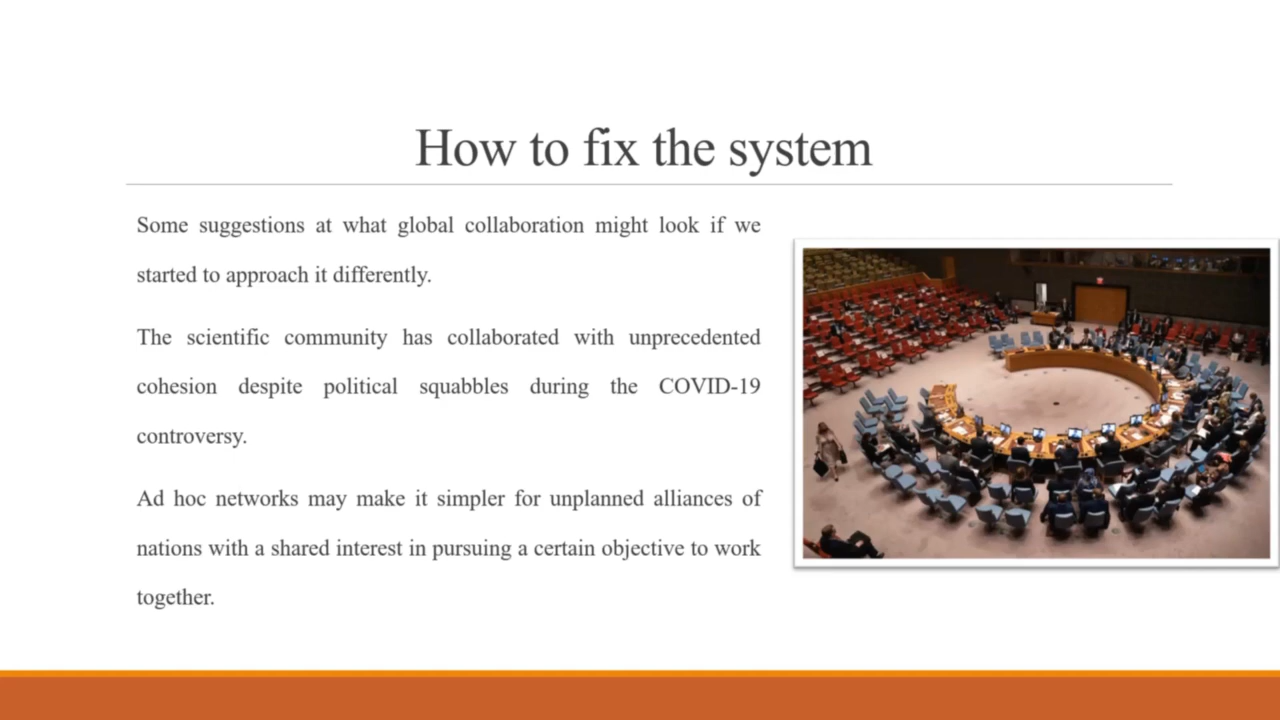 How to fix the system
Some suggestions at what global collaboration might look if we
started to approach it differently.
The scientific community has collaborated with unprecedented
cohesion despite political squabbles during the COVID-19
controversy.
Ad hoc networks may make it simpler for unplanned alliances of
nations with a shared interest in pursuing a certain objective to work
together.